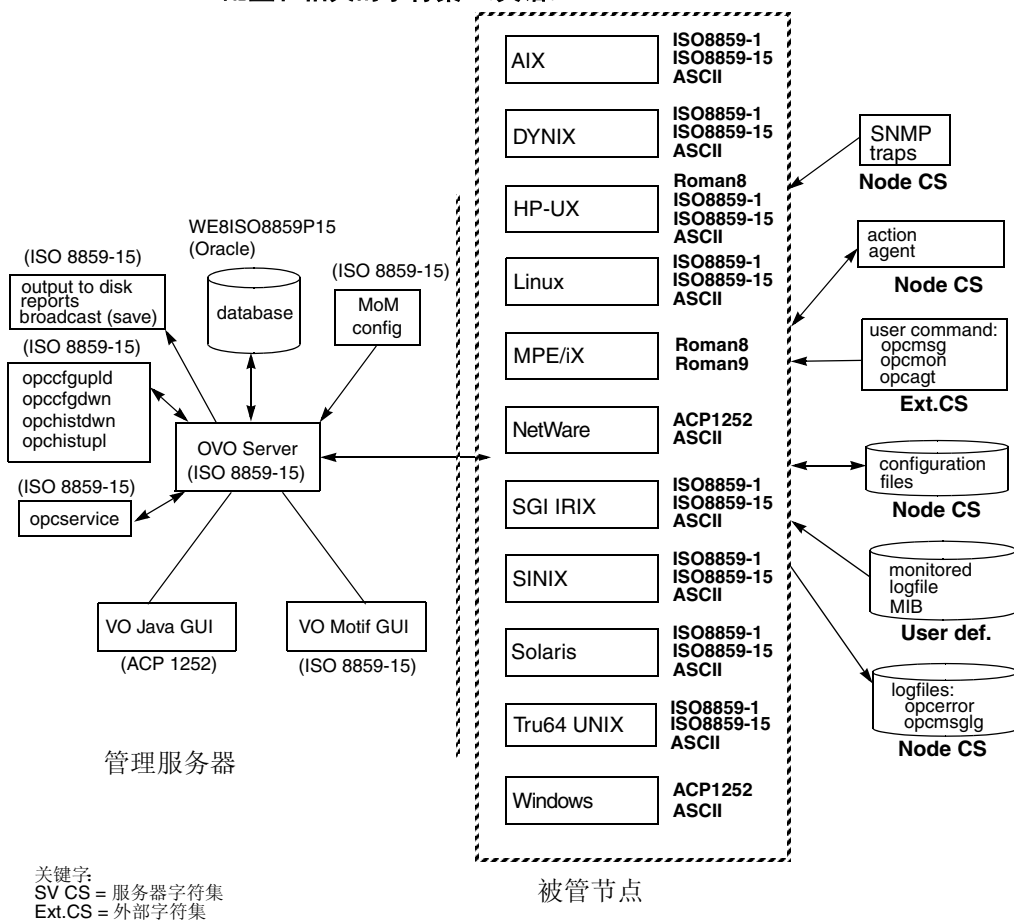 AIX
ISO8859-1
ISO8859-15
ASCII
DYNIX
ISO8859-1
ISO8859-15
ASCII
HP-UX
Roman8
ISO8859-1
ISO8859-15
ASCII
Linux
ISO8859-1
ISO8859-15
ASCII
MPE/iX
Roman8
Roman9
NetWare
ACP1252
ASCII
SGI IRIX
ISO8859-1
ISO8859-15
ASCII
SINIX
ISO8859-1
ISO8859-15
ASCII
Solaris
ISO8859-1
ISO8859-15
ASCII
Tru64 UNIX
ISO8859-1
ISO8859-15
ASCII
Windows
ACP1252
ASCII
被管节点
SNMP
traps
Node CS
action
agent
Node CS
user command:
opcmsg
opcmon
opcagt
Ext.CS
configuration
files
Node CS
monitored
logfile
MIB
User def.
logfiles:
opcerror
opcmsglg
Node CS
WE8ISO8859P15
(Oracle)
database
(ISO 8859-15)
output to disk
reports
broadcast (save)
(ISO 8859-15)
MoM
config
(ISO 8859-15)
opccfgupld
opccfgdwn
opchistdwn
opchistupl
OVO Server
(ISO 8859-15)
(ISO 8859-15)
opcservice
VO Java GUI
(ACP 1252)
VO Motif GUI
(ISO 8859-15)
管理服务器
关键字:
SV CS = 服务器字符集
Ext.CS = 外部字符集